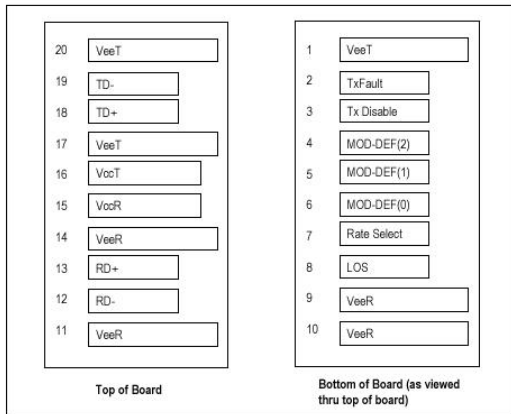 20 VeeT
19 TD-
18 TD+
17 VeeT
16 VccT
15 VccR
14 VeeR
13 RD+
12 RD-
11 VeeR
Top of Board
1 VeeT
2 TxFault
3 Tx Disable
4 MOD-DEF(2)
5 MOD-DEF(1)
6 MOD-DEF(0)
7 Rate Select
8 LOS
9 VeeR
10 VeeR
Bottom of Board (as viewed
thru top of board)